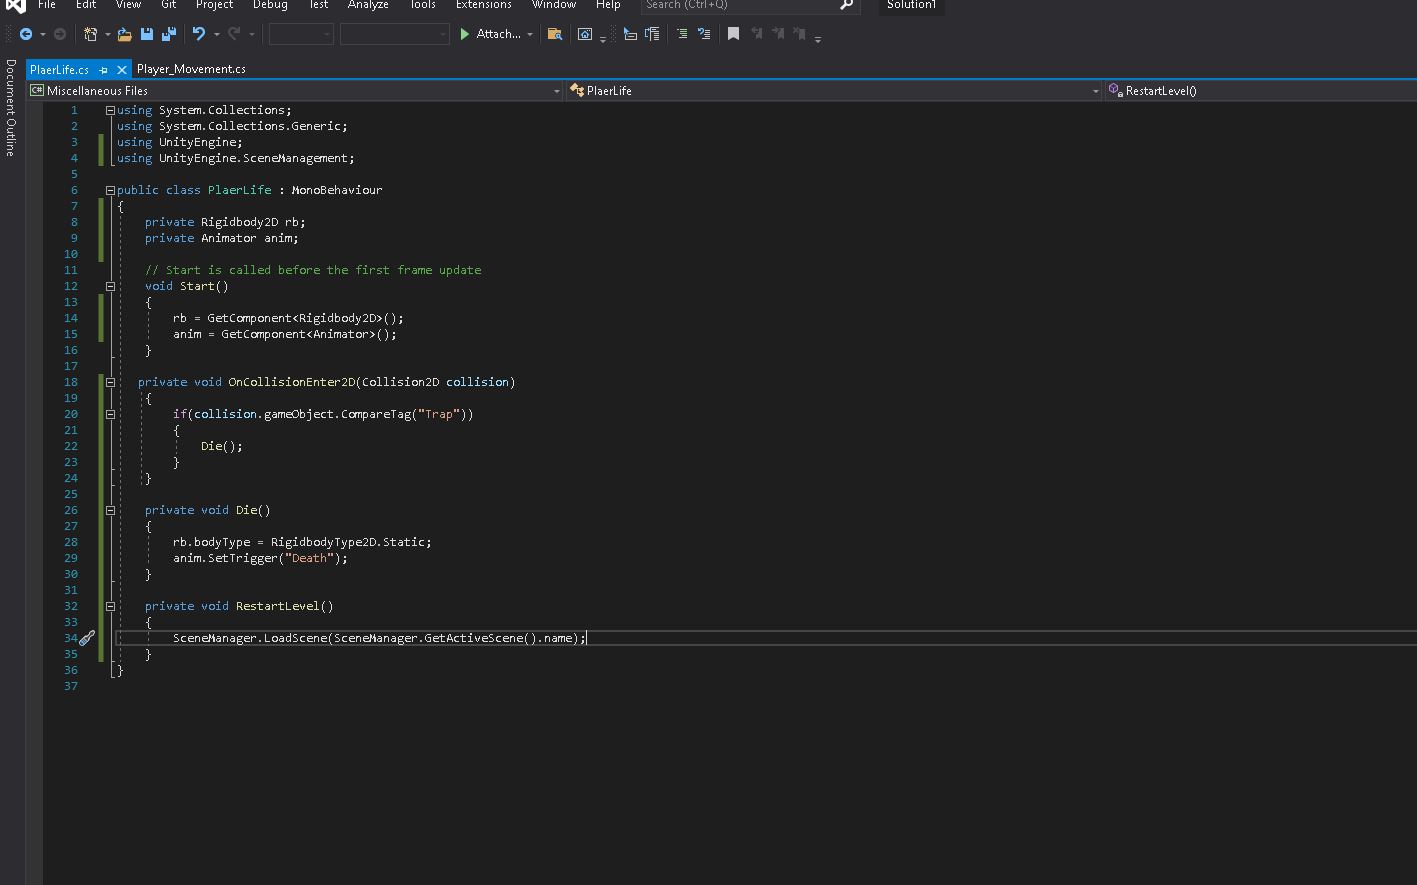 File Edit View Git Project Debug Test Analyze Tools Extensions Window Help Search (Ctrl+Q) Solution1
Attach...
Document Outline
PlaerLife.cs Player_Movement.cs
C# Miscellaneous Files PlaerLife RestartLevel()
1 using System.Collections;
2 using System.Collections.Generic;
3 using UnityEngine;
4 using UnityEngine.SceneManagement;
5
6 public class PlaerLife : MonoBehaviour
7 {
8 private Rigidbody2D rb;
9 private Animator anim;
10
11 // Start is called before the first frame update
12 void Start()
13 {
14 rb = GetComponent<Rigidbody2D>();
15 anim = GetComponent<Animator>();
16 }
17
18 private void OnCollisionEnter2D(Collision2D collision)
19 {
20 if(collision.gameObject.CompareTag("Trap"))
21 {
22 Die();
23 }
24 }
25
26 private void Die()
27 {
28 rb.bodyType = RigidbodyType2D.Static;
29 anim.SetTrigger("Death");
30 }
31
32 private void RestartLevel()
33 {
34 SceneManager.LoadScene(SceneManager.GetActiveScene().name);
35 }
36 }
37